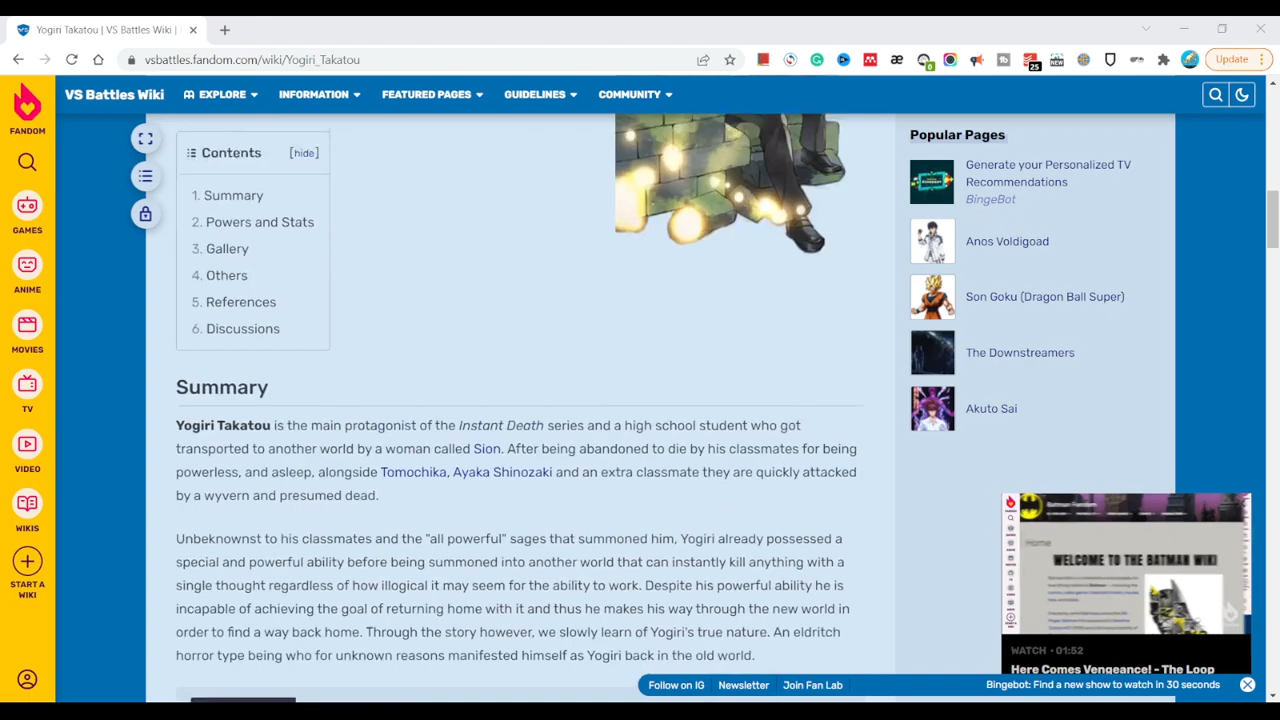 Yogiri Takatou | VS Battles Wiki |
vsbattles.fandom.com/wiki/Yogiri_Takatou
0
25
NEW
Update
FANDOM
GAMES
ANIME
MOVIES
TV
VIDEO
WIKIS
START A
WIKI
VS Battles Wiki
EXPLORE
INFORMATION
FEATURED PAGES
GUIDELINES
COMMUNITY
Contents [hide]
1. Summary
2. Powers and Stats
3. Gallery
4. Others
5. References
6. Discussions
Summary
Yogiri Takatou is the main protagonist of the Instant Death series and a high school student who got
transported to another world by a woman called Sion. After being abandoned to die by his classmates for being
powerless, and asleep, alongside Tomochika, Ayaka Shinozaki and an extra classmate they are quickly attacked
by a wyvern and presumed dead.
Unbeknownst to his classmates and the "all powerful" sages that summoned him, Yogiri already possessed a
special and powerful ability before being summoned into another world that can instantly kill anything with a
single thought regardless of how illogical it may seem for the ability to work. Despite his powerful ability he is
incapable of achieving the goal of returning home with it and thus he makes his way through the new world in
order to find a way back home. Through the story however, we slowly learn of Yogiri's true nature. An eldritch
horror type being who for unknown reasons manifested himself as Yogiri back in the old world.
Popular Pages
Generate your Personalized TV
Recommendations
BingeBot
Anos Voldigoad
Son Goku (Dragon Ball Super)
The Downstreamers
Akuto Sai
Batman Fandom
Home
WELCOME TO THE BATMAN WIKI
WATCH • 01:52
Here Comes Vengeance! - The Loop
Follow on IG
Newsletter
Join Fan Lab
Bingebot: Find a new show to watch in 30 seconds